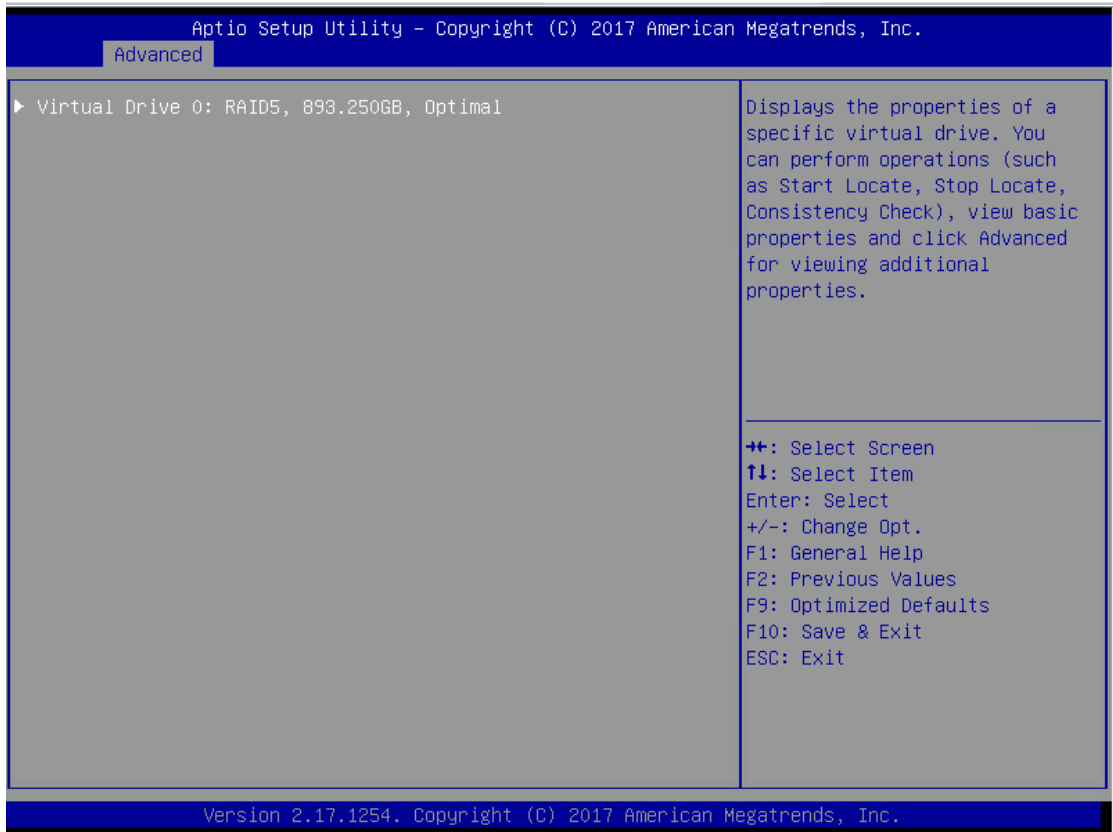 Aptio Setup Utility – Copyright (C) 2017 American Megatrends, Inc.
Advanced
▶ Virtual Drive 0: RAID5, 893.250GB, Optimal
Displays the properties of a
specific virtual drive. You
can perform operations (such
as Start Locate, Stop Locate,
Consistency Check), view basic
properties and click Advanced
for viewing additional
properties.
→←: Select Screen
↑↓: Select Item
Enter: Select
+/-: Change Opt.
F1: General Help
F2: Previous Values
F9: Optimized Defaults
F10: Save & Exit
ESC: Exit
Version 2.17.1254. Copyright (C) 2017 American Megatrends, Inc.